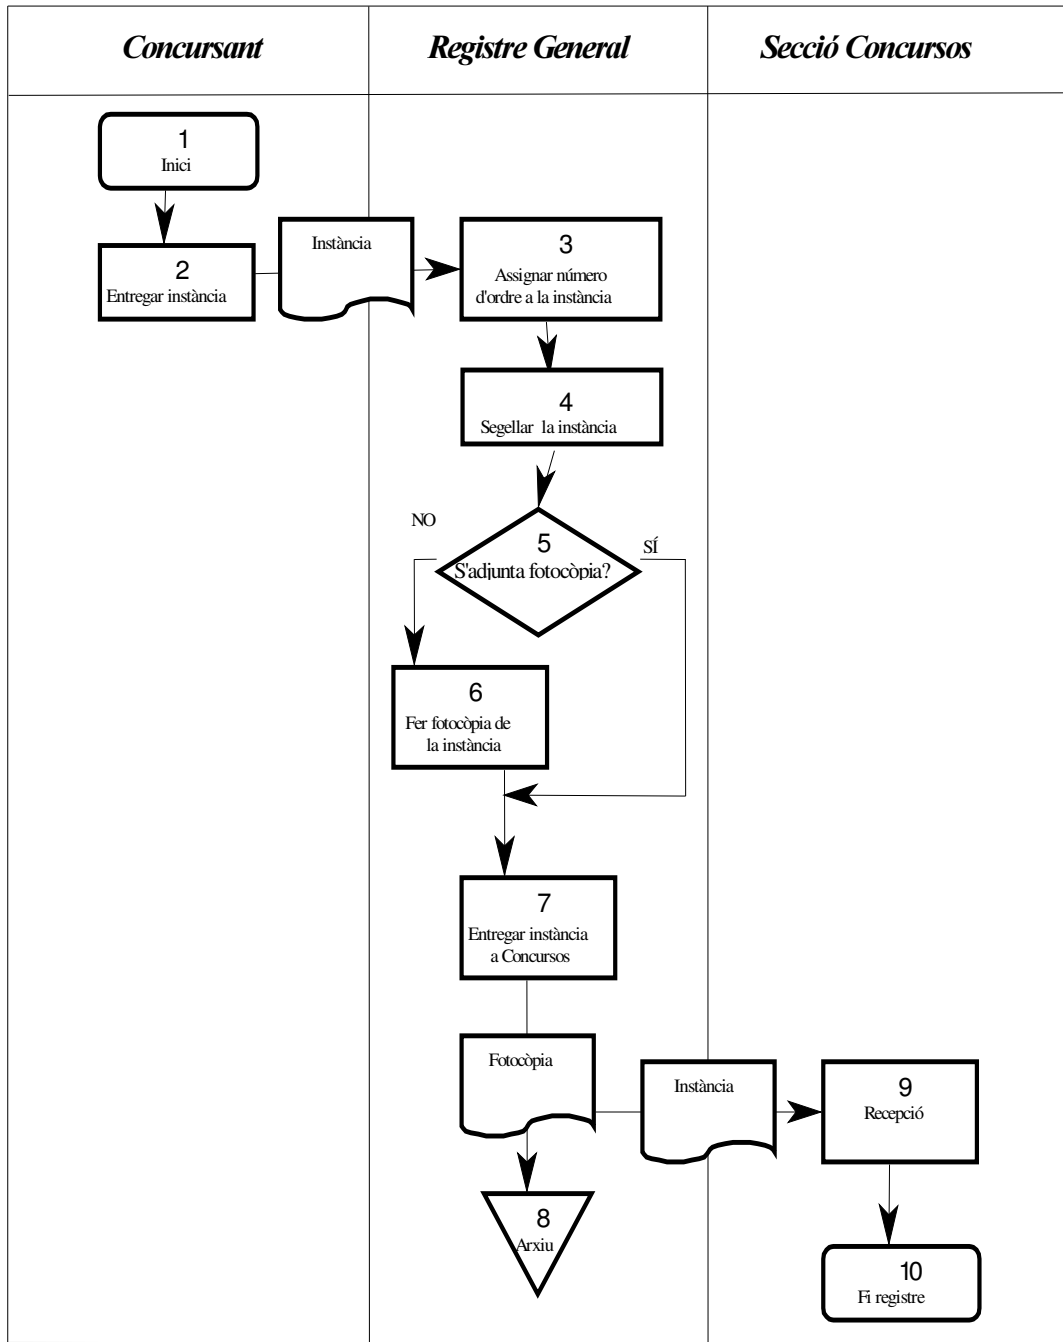 Concursant
Registre General
Secció Concursos
1
Inici
2
Entregar instància
Instància
3
Assignar número
d'ordre a la instància
4
Segellar la instància
5
S'adjunta fotocòpia?
NO
SÍ
6
Fer fotocòpia de
la instància
7
Entregar instància
a Concursos
Fotocòpia
Instància
8
Arxiu
9
Recepció
10
Fi registre